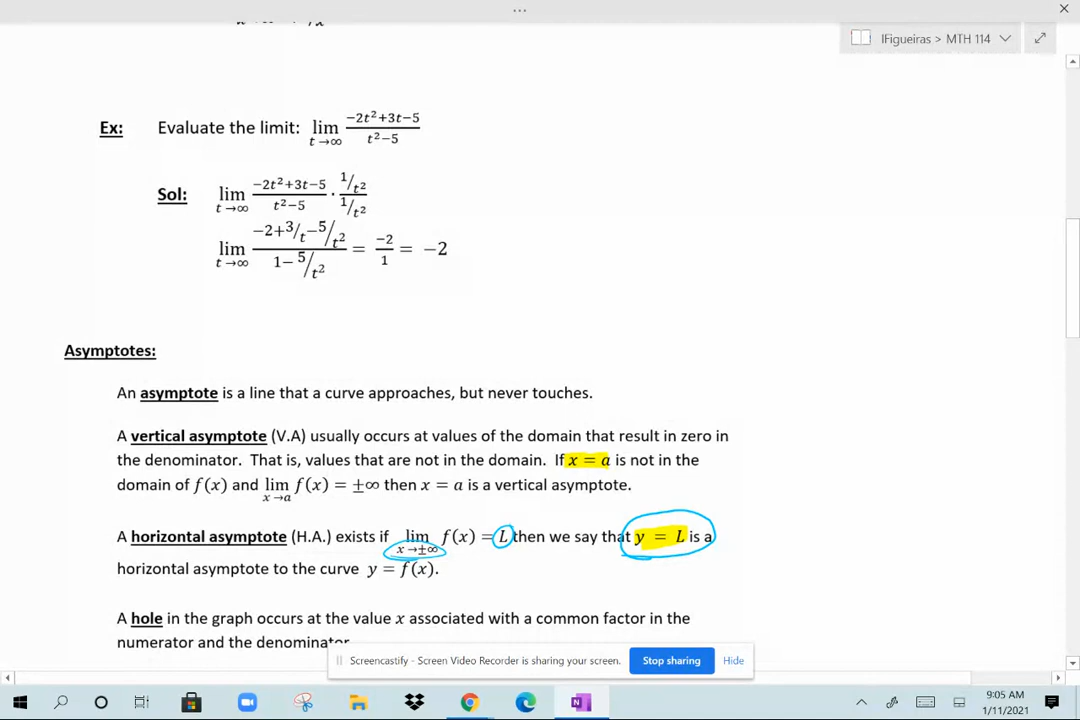 IFigueiras > MTH 114
Ex: Evaluate the limit: lim t→∞ (−2t²+3t−5)/(t²−5)
Sol: lim t→∞ (−2t²+3t−5)/(t²−5) · (1/t²)/(1/t²)
lim t→∞ (−2+3/t−5/t²)/(1−5/t²) = −2/1 = −2
Asymptotes:
An asymptote is a line that a curve approaches, but never touches.
A vertical asymptote (V.A) usually occurs at values of the domain that result in zero in
the denominator. That is, values that are not in the domain. If x = a is not in the
domain of f(x) and lim x→a f(x) = ±∞ then x = a is a vertical asymptote.
A horizontal asymptote (H.A.) exists if lim x→±∞ f(x) = L then we say that y = L is a
horizontal asymptote to the curve y = f(x).
A hole in the graph occurs at the value x associated with a common factor in the
numerator and the denominator.
Screencastify - Screen Video Recorder is sharing your screen. Stop sharing Hide
9:05 AM
1/11/2021